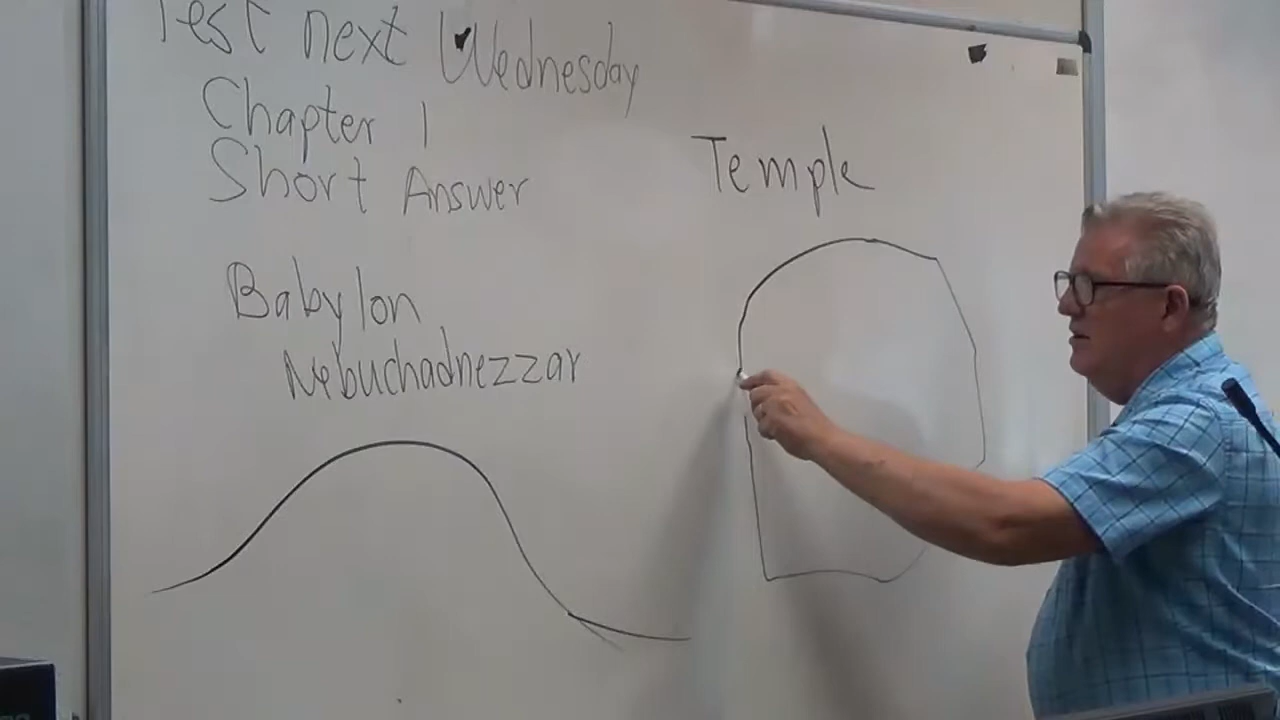 Test next Wednesday
Chapter 1
Short Answer
Babylon
Nebuchadnezzar
Temple